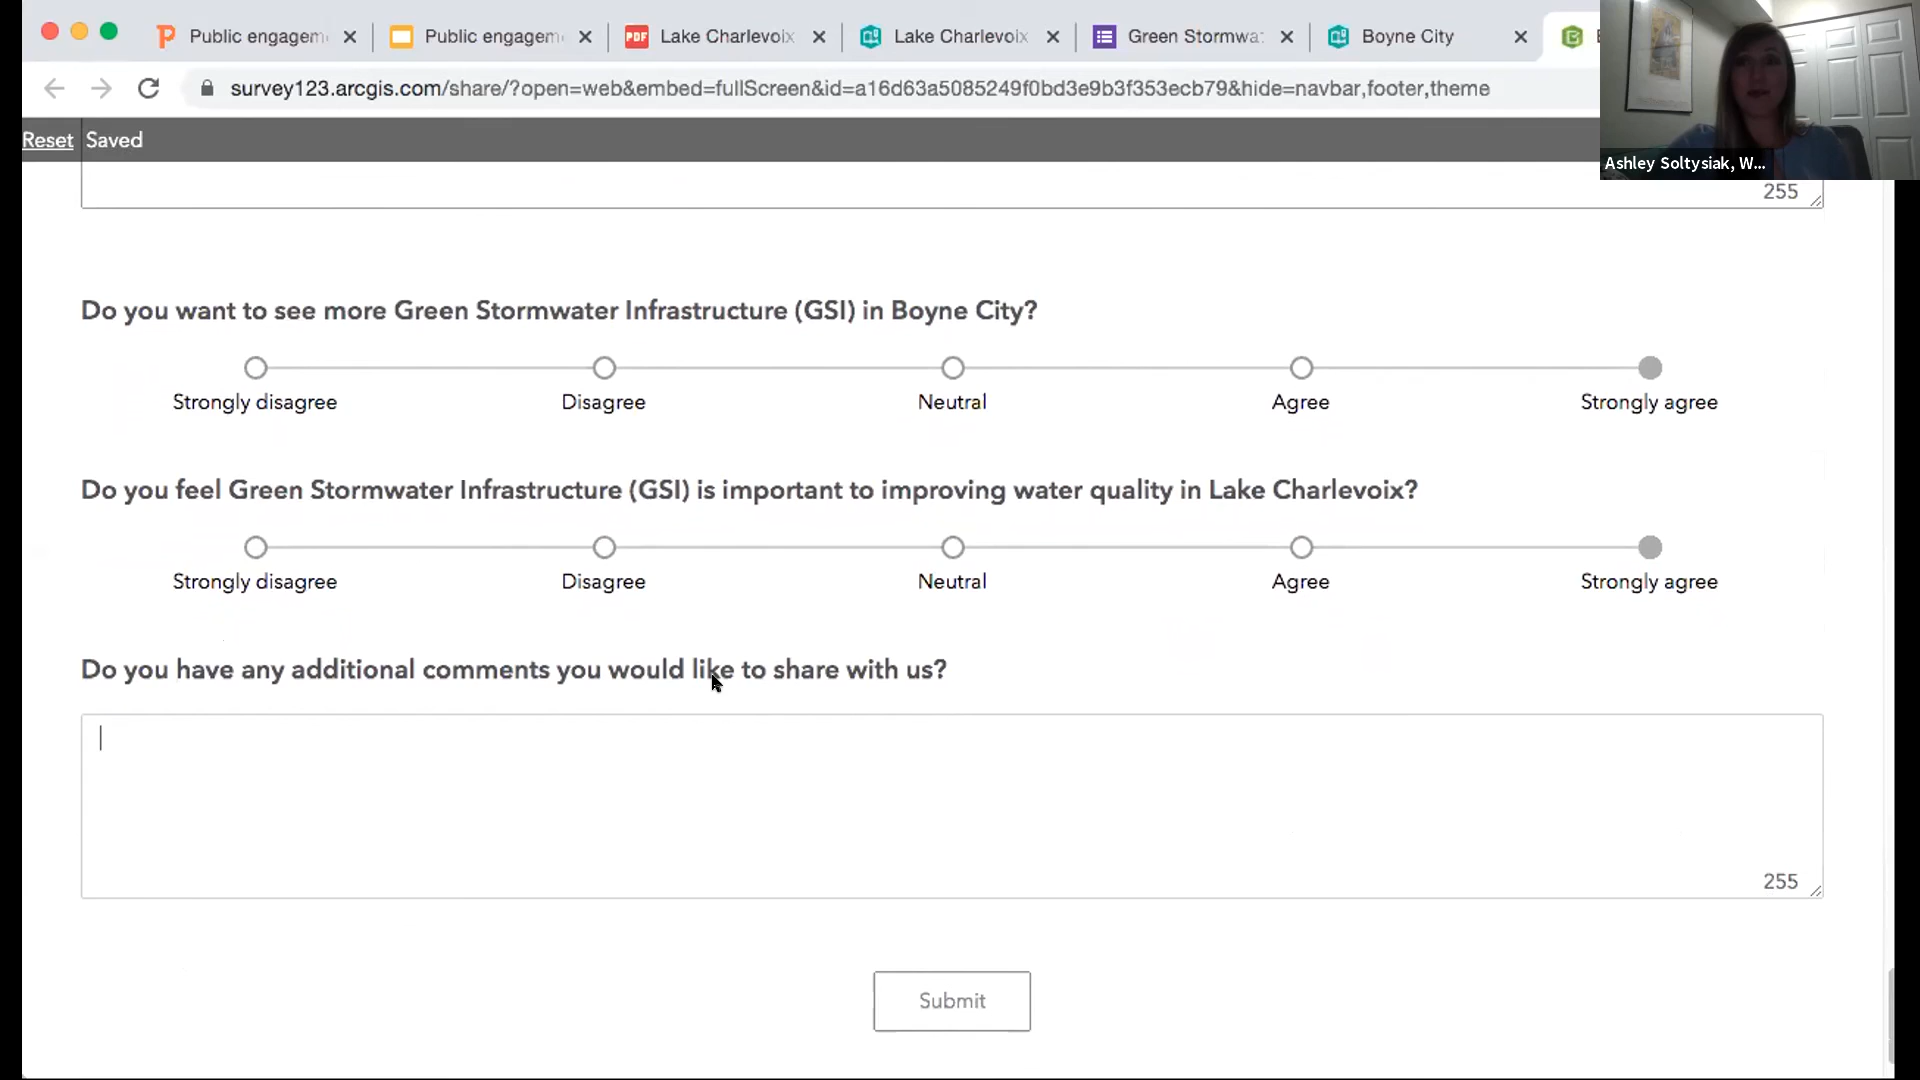 Public engagem
Public engagem
Lake Charlevoix
Lake Charlevoix
Green Stormwa
Boyne City
survey123.arcgis.com/share/?open=web&embed=fullScreen&id=a16d63a5085249f0bd3e9b3f353ecb79&hide=navbar,footer,theme
Ashley Soltysiak, W...
Reset Saved
255
Do you want to see more Green Stormwater Infrastructure (GSI) in Boyne City?
Strongly disagree Disagree Neutral Agree Strongly agree
Do you feel Green Stormwater Infrastructure (GSI) is important to improving water quality in Lake Charlevoix?
Strongly disagree Disagree Neutral Agree Strongly agree
Do you have any additional comments you would like to share with us?
255
Submit